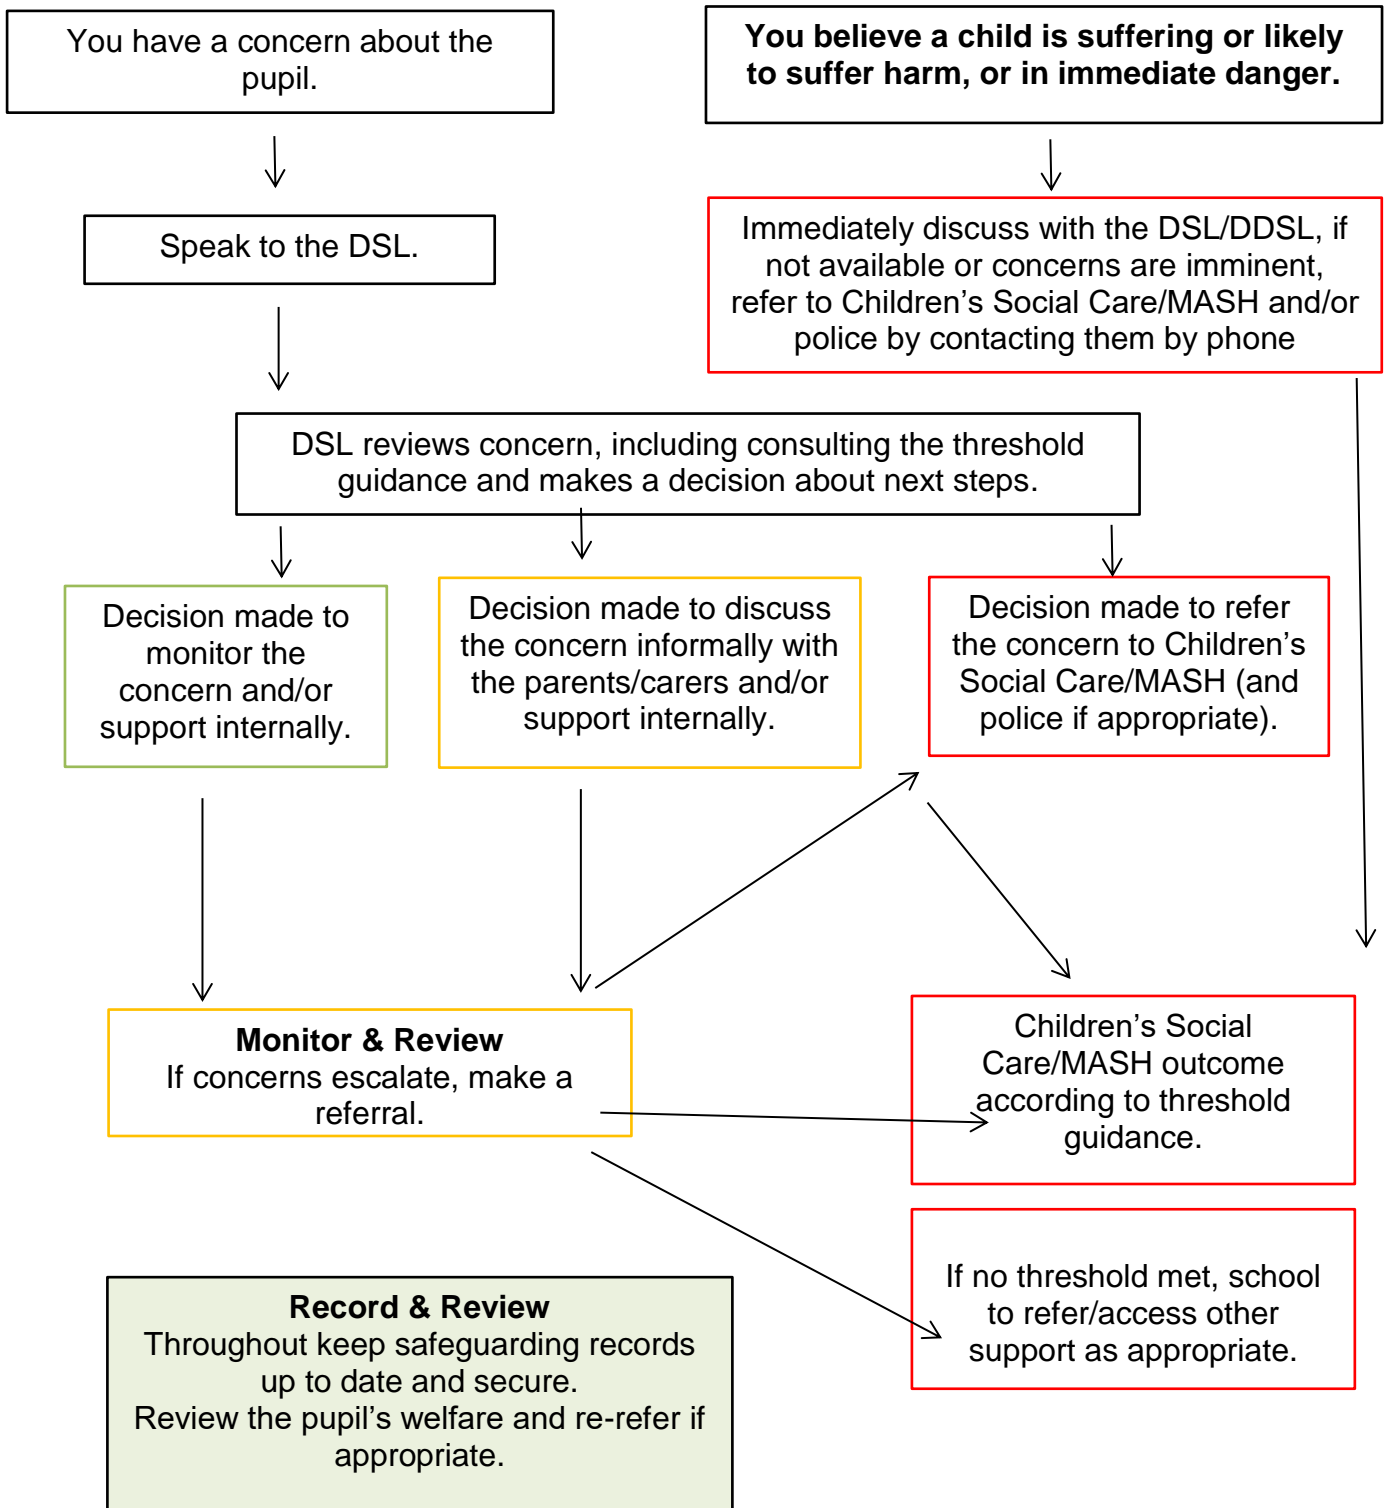 You have a concern about the
pupil.
You believe a child is suffering or likely
to suffer harm, or in immediate danger.
Speak to the DSL.
Immediately discuss with the DSL/DDSL, if
not available or concerns are imminent,
refer to Children’s Social Care/MASH and/or
police by contacting them by phone
DSL reviews concern, including consulting the threshold
guidance and makes a decision about next steps.
Decision made to
monitor the
concern and/or
support internally.
Decision made to discuss
the concern informally with
the parents/carers and/or
support internally.
Decision made to refer
the concern to Children’s
Social Care/MASH (and
police if appropriate).
Monitor & Review
If concerns escalate, make a
referral.
Children’s Social
Care/MASH outcome
according to threshold
guidance.
If no threshold met, school
to refer/access other
support as appropriate.
Record & Review
Throughout keep safeguarding records
up to date and secure.
Review the pupil’s welfare and re-refer if
appropriate.